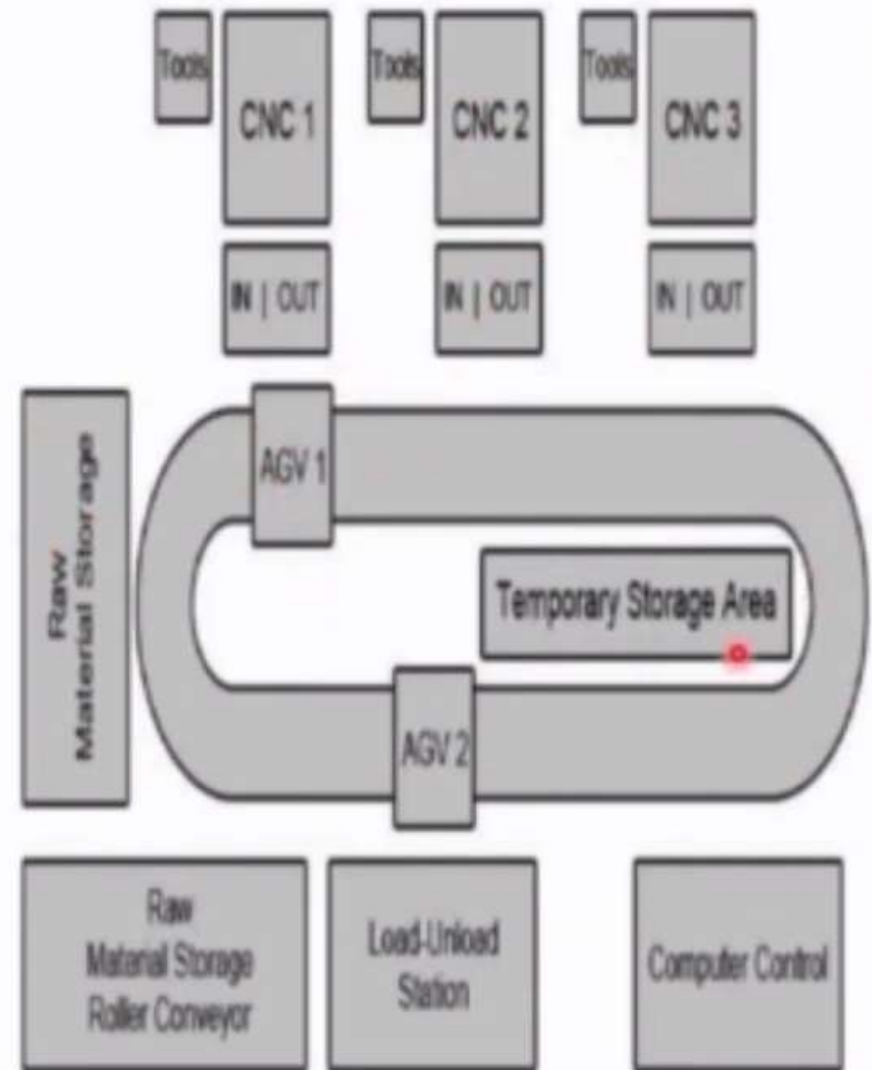 Tools
CNC 1
Tools
CNC 2
Tools
CNC 3
IN | OUT
IN | OUT
IN | OUT
Raw
Material Storage
AGV 1
Temporary Storage Area
AGV 2
Raw
Material Storage
Roller Conveyor
Load-Unload
Station
Computer Control